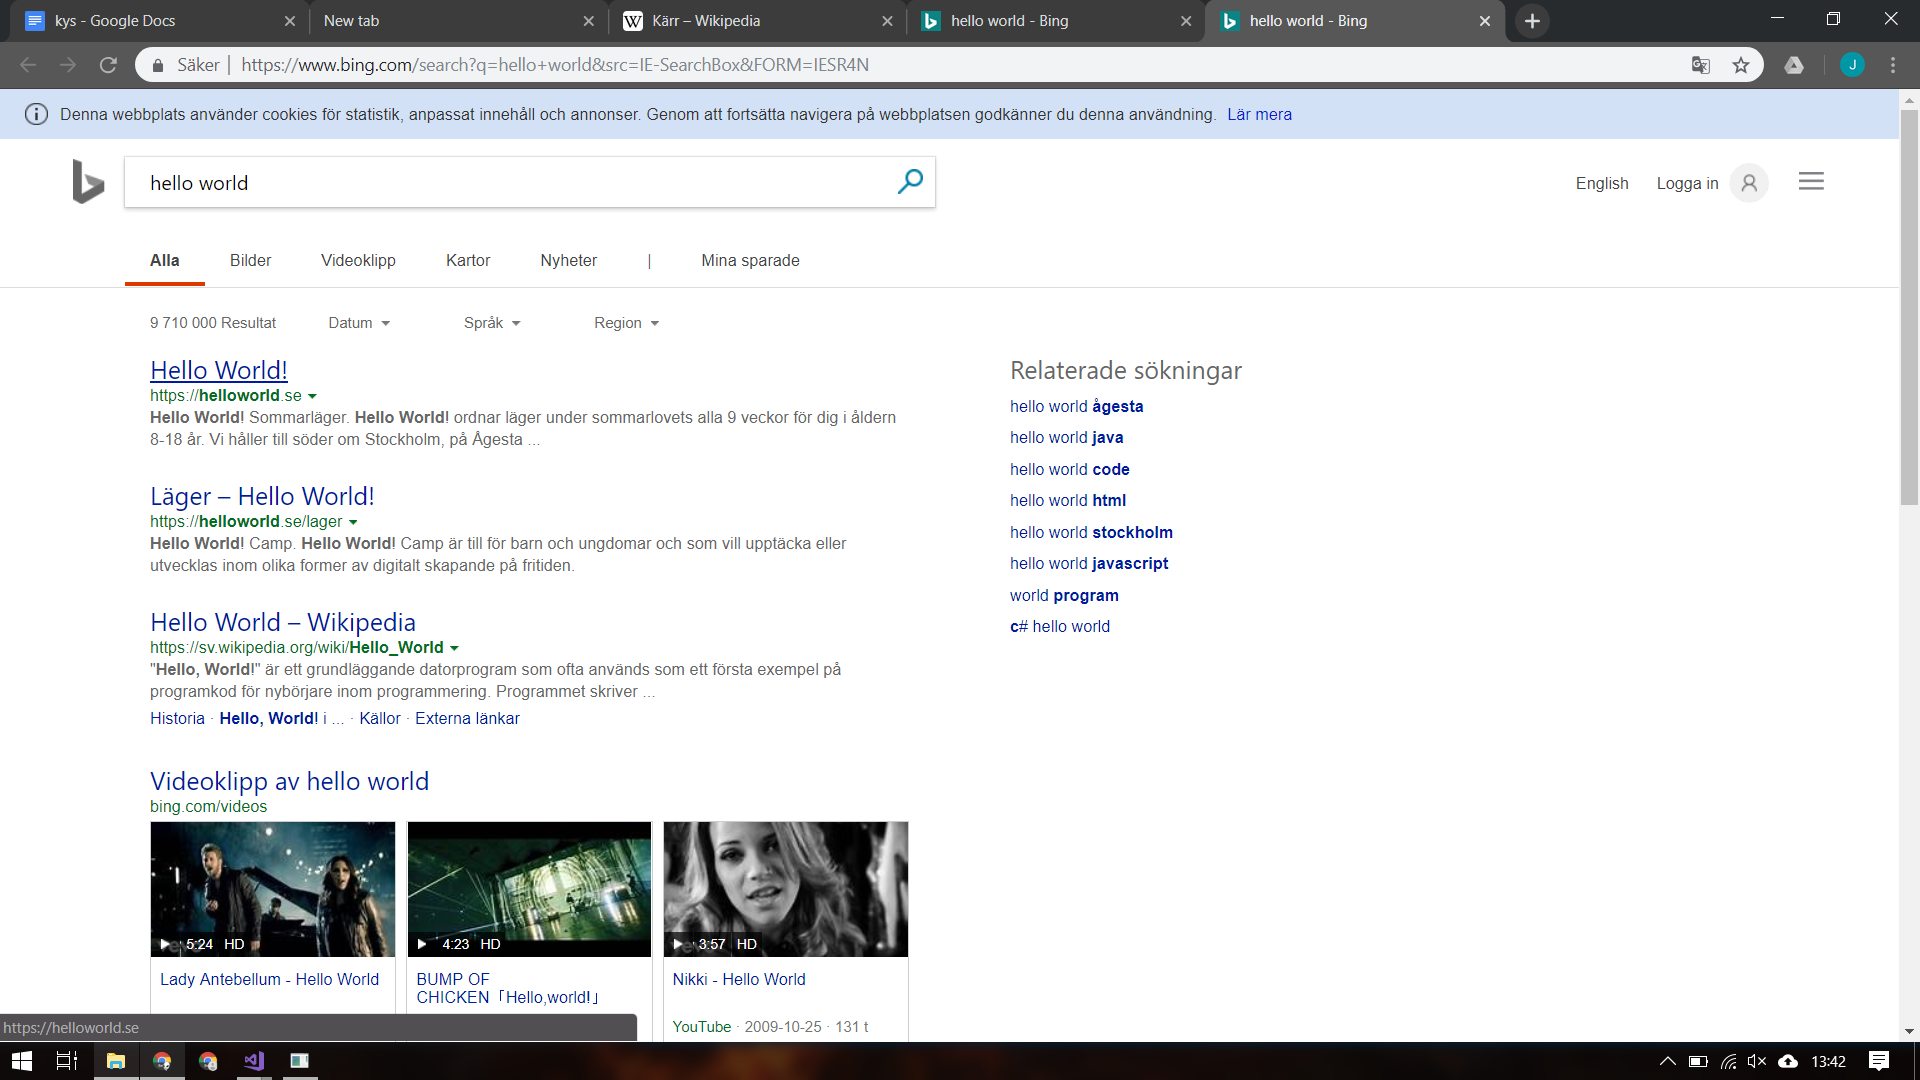 kys - Google Docs
New tab
Kärr – Wikipedia
hello world - Bing
hello world - Bing
Säker | https://www.bing.com/search?q=hello+world&src=IE-SearchBox&FORM=IESR4N
J
Denna webbplats använder cookies för statistik, anpassat innehåll och annonser. Genom att fortsätta navigera på webbplatsen godkänner du denna användning. Lär mera
hello world
English
Logga in
Alla
Bilder
Videoklipp
Kartor
Nyheter
|
Mina sparade
9 710 000 Resultat
Datum
Språk
Region
Hello World!
https://helloworld.se
Hello World! Sommarläger. Hello World! ordnar läger under sommarlovets alla 9 veckor för dig i åldern
8-18 år. Vi håller till söder om Stockholm, på Ågesta ...
Läger – Hello World!
https://helloworld.se/lager
Hello World! Camp. Hello World! Camp är till för barn och ungdomar och som vill upptäcka eller
utvecklas inom olika former av digitalt skapande på fritiden.
Hello World – Wikipedia
https://sv.wikipedia.org/wiki/Hello_World
"Hello, World!" är ett grundläggande datorprogram som ofta används som ett första exempel på
programkod för nybörjare inom programmering. Programmet skriver ...
Historia · Hello, World! i ... · Källor · Externa länkar
Videoklipp av hello world
bing.com/videos
5:24 HD
4:23 HD
3:57 HD
Lady Antebellum - Hello World
BUMP OF
CHICKEN「Hello,world!」
Nikki - Hello World
YouTube · 2009-10-25 · 131 t
Relaterade sökningar
hello world ågesta
hello world java
hello world code
hello world html
hello world stockholm
hello world javascript
world program
c# hello world
https://helloworld.se
13:42